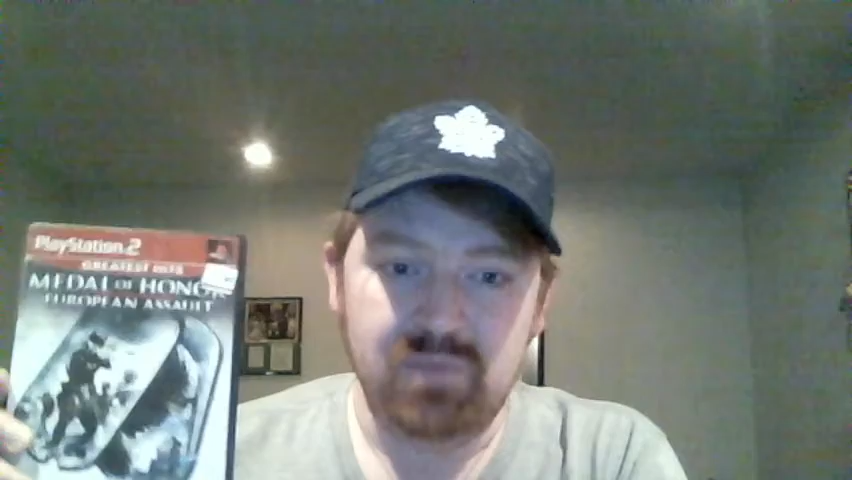 PlayStation 2
GREATEST HITS
MEDAL OF HONOR
EUROPEAN ASSAULT